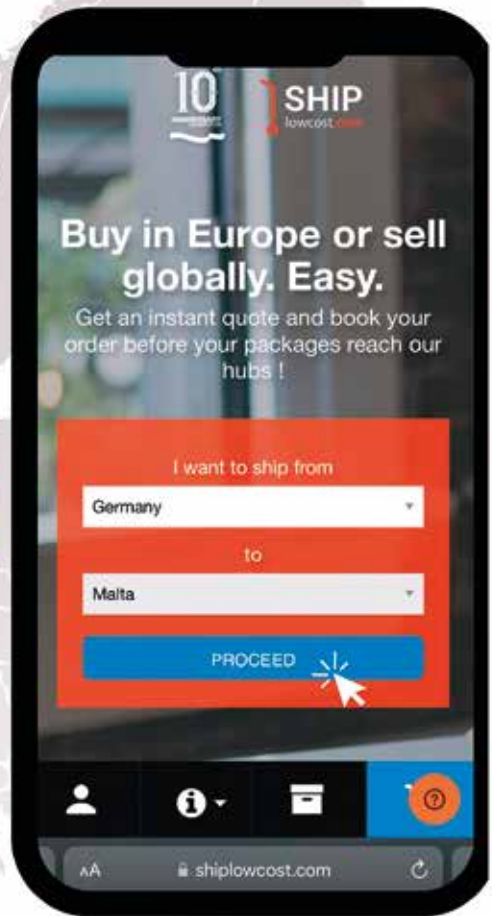 10
SHIP
lowcost.com
Buy in Europe or sell
globally. Easy.
Get an instant quote and book your
order before your packages reach our
hubs !
I want to ship from
Germany
to
Malta
PROCEED
AA
shiplowcost.com